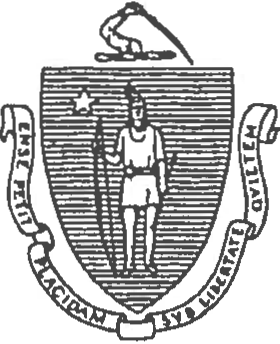 ENSE PETIT
PLACIDAM
SVB LIBERTATE
QVIETEM